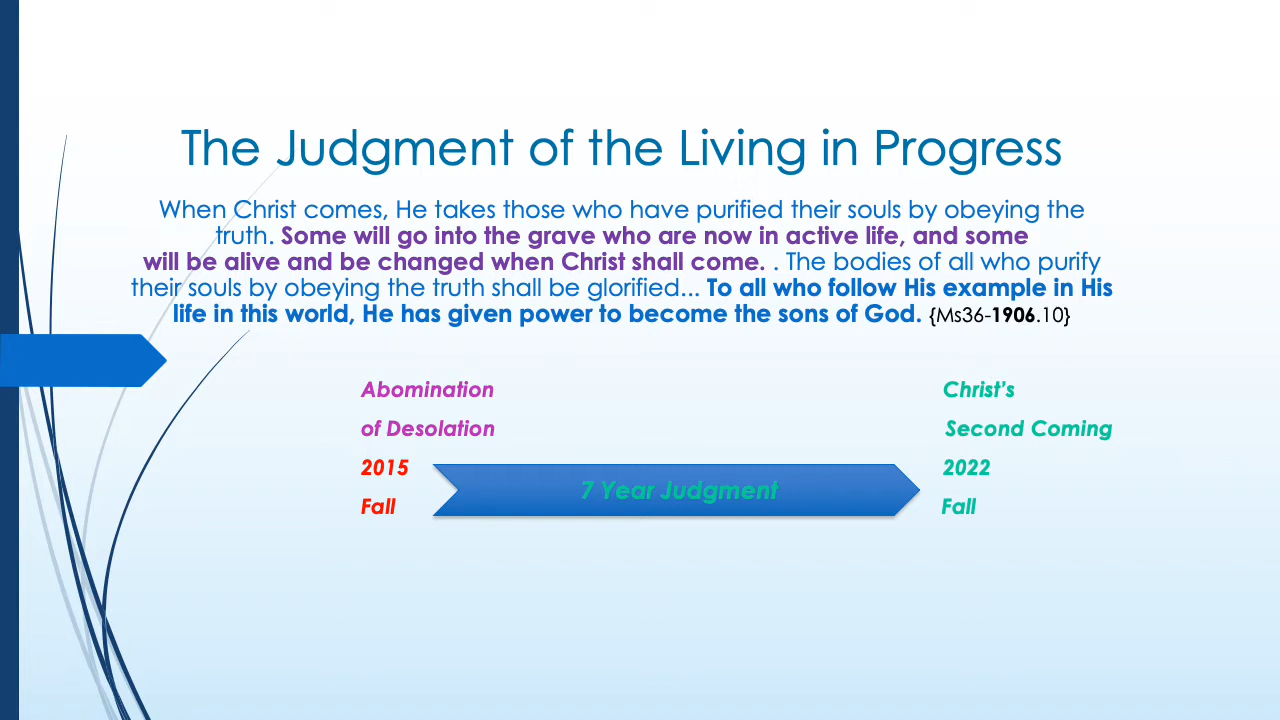 The Judgment of the Living in Progress
When Christ comes, He takes those who have purified their souls by obeying the
truth. Some will go into the grave who are now in active life, and some
will be alive and be changed when Christ shall come. . The bodies of all who purify
their souls by obeying the truth shall be glorified... To all who follow His example in His
life in this world, He has given power to become the sons of God. {Ms36-1906.10}
Abomination
of Desolation
2015
Fall
7 Year Judgment
Christ's
Second Coming
2022
Fall